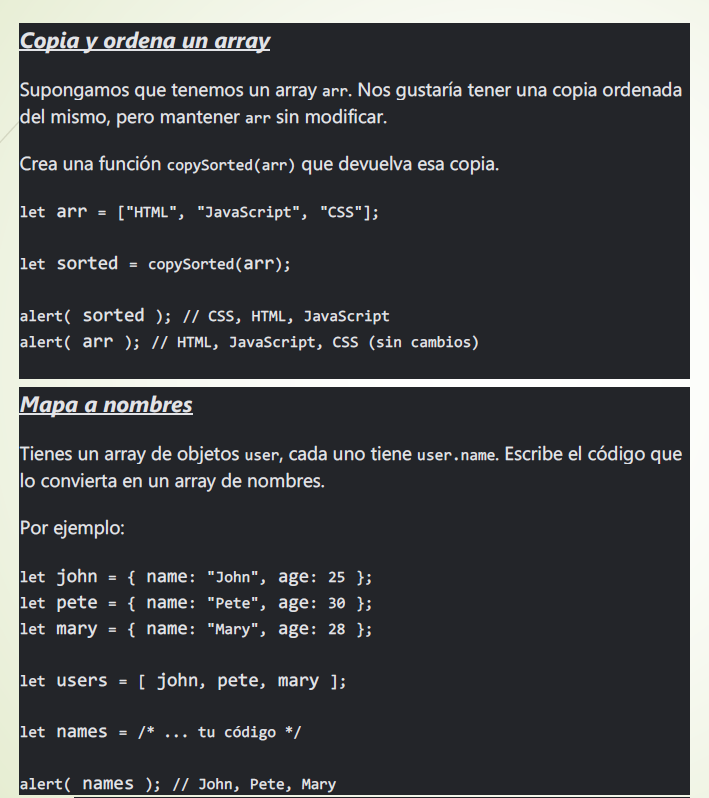 Copia y ordena un array
Supongamos que tenemos un array arr. Nos gustaría tener una copia ordenada
del mismo, pero mantener arr sin modificar.
Crea una función copySorted(arr) que devuelva esa copia.
let arr = ["HTML", "JavaScript", "CSS"];
let sorted = copySorted(arr);
alert( sorted ); // CSS, HTML, JavaScript
alert( arr ); // HTML, JavaScript, CSS (sin cambios)
Mapa a nombres
Tienes un array de objetos user, cada uno tiene user.name. Escribe el código que
lo convierta en un array de nombres.
Por ejemplo:
let john = { name: "John", age: 25 };
let pete = { name: "Pete", age: 30 };
let mary = { name: "Mary", age: 28 };
let users = [ john, pete, mary ];
let names = /* ... tu código */
alert( names ); // John, Pete, Mary